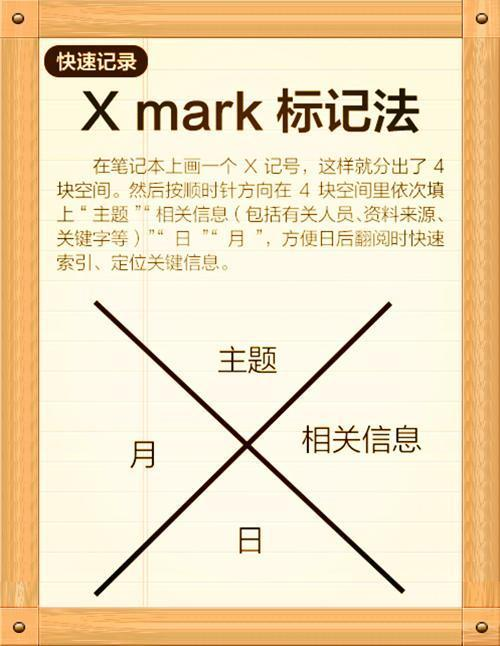 快速记录
X mark 标记法
在笔记本上画一个 X 记号，这样就分出了 4
块空间。然后按顺时针方向在 4 块空间里依次填
上“主题”“相关信息（包括有关人员、资料来源、
关键字等）”“日”“月”，方便日后翻阅时快速
索引、定位关键信息。
主题
月
相关信息
日